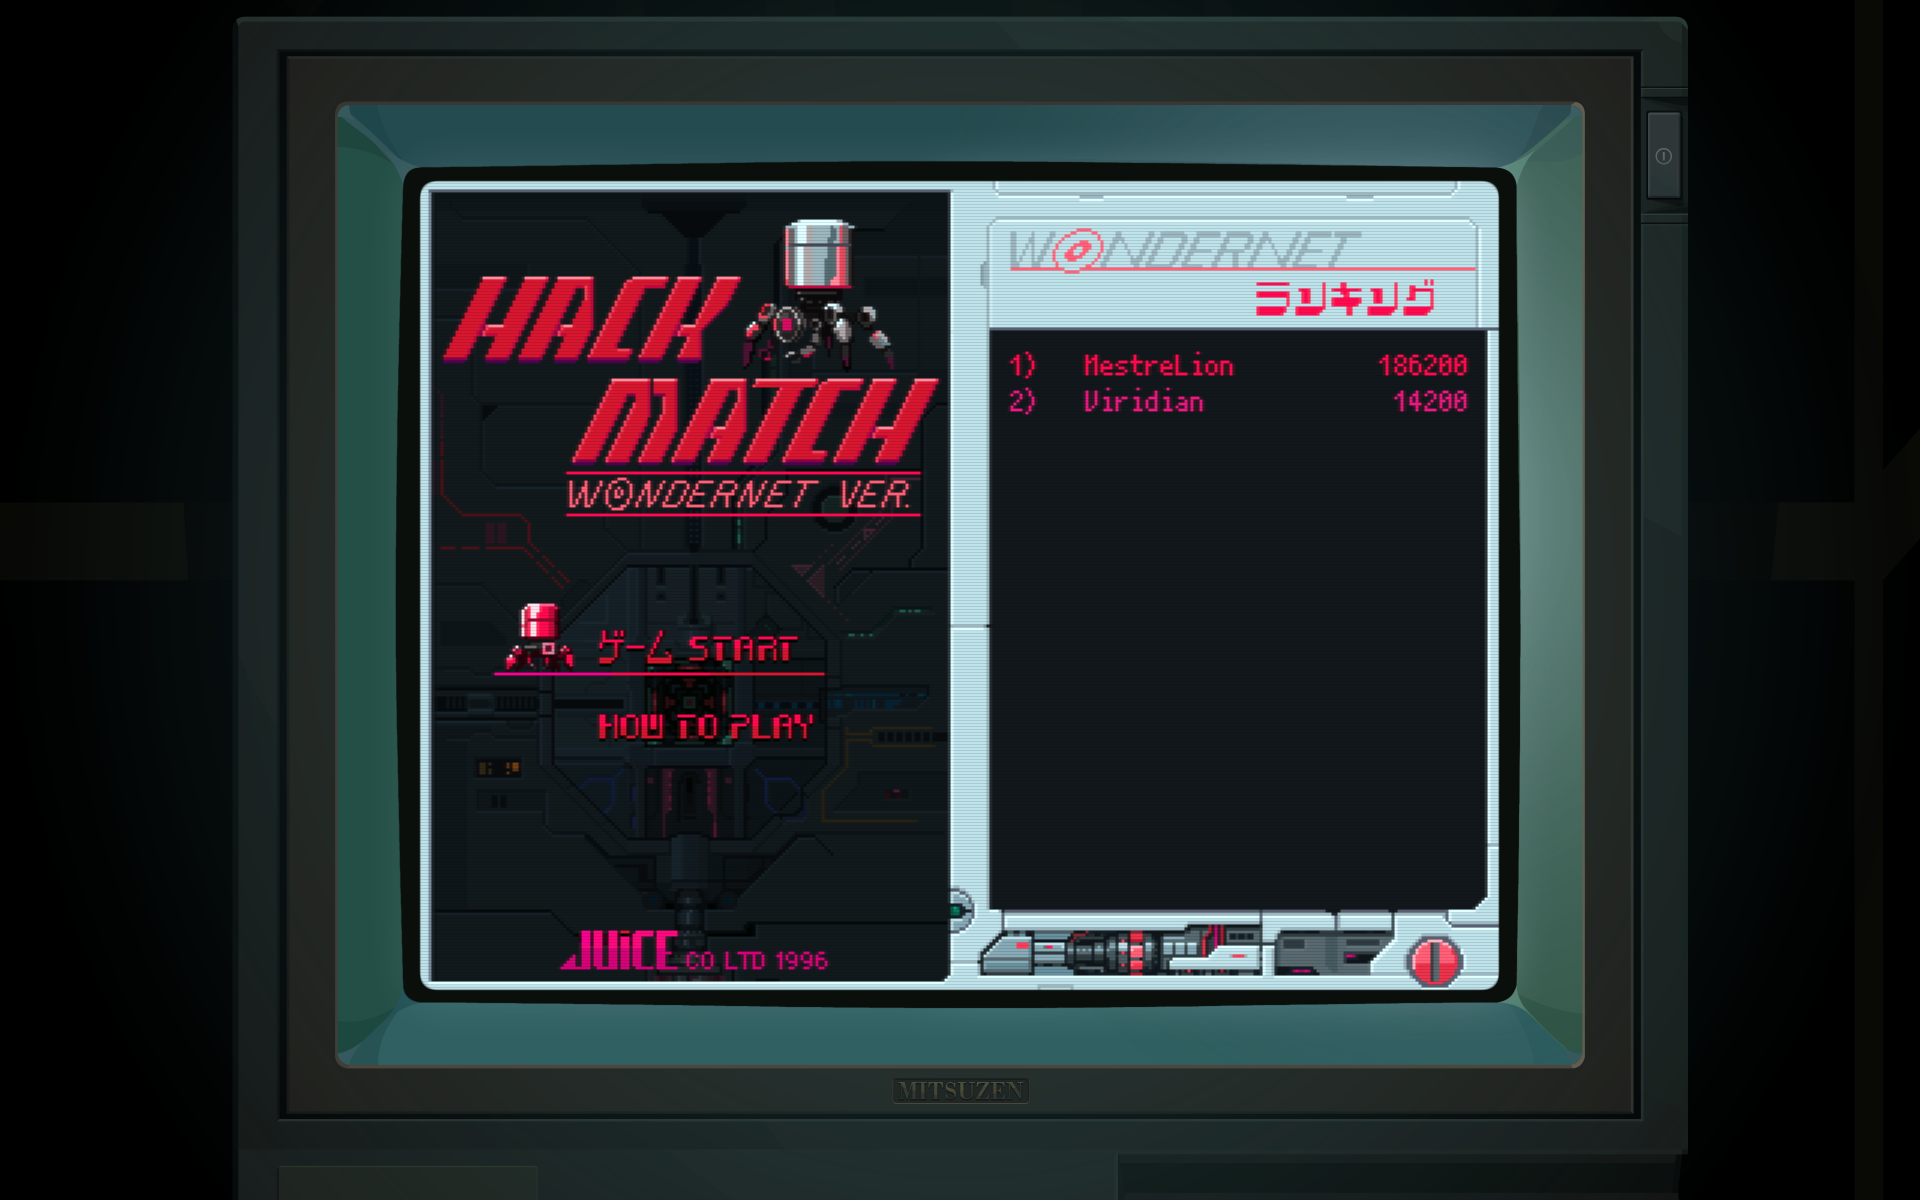 HACK
MATCH
WONDERNET VER.
ゲーム START
HOW TO PLAY
JUICE CO LTD 1996
WONDERNET
ランキング
1) MestreLion 186200
2) Viridian 14200
MITSUZEN